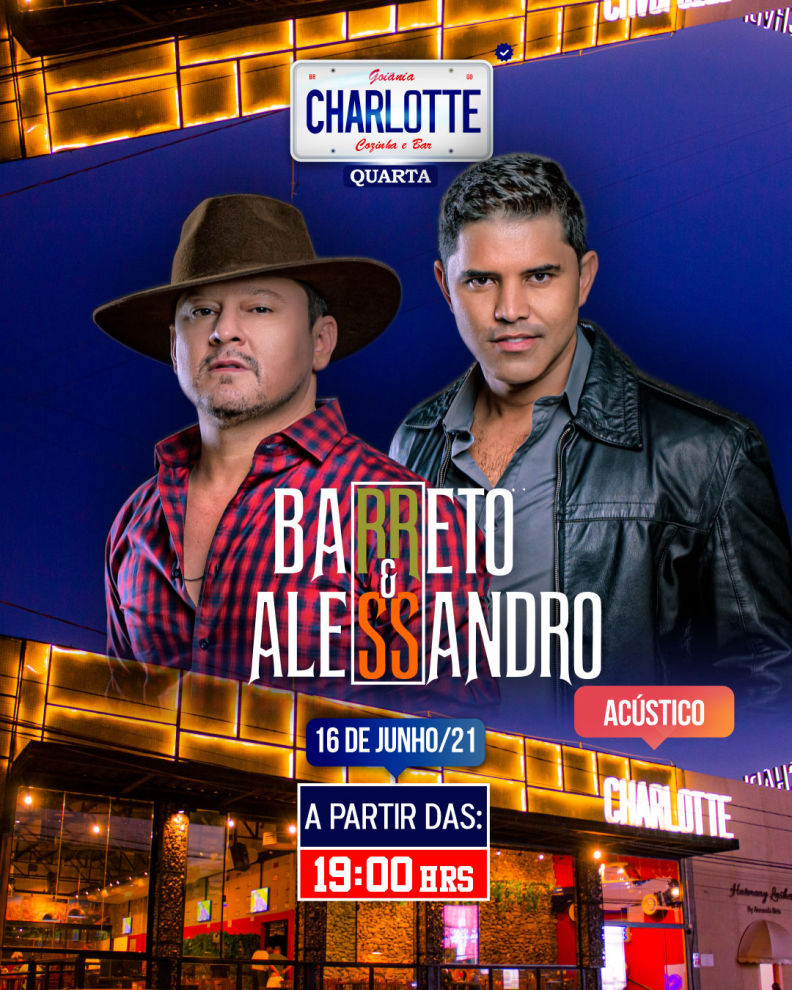 BR Goiânia GO
CHARLOTTE
Cozinha e Bar
QUARTA
BARRETO
&
ALESSANDRO
ACÚSTICO
16 DE JUNHO/21
A PARTIR DAS:
19:00 HRS
CHARLOTTE
Harmony